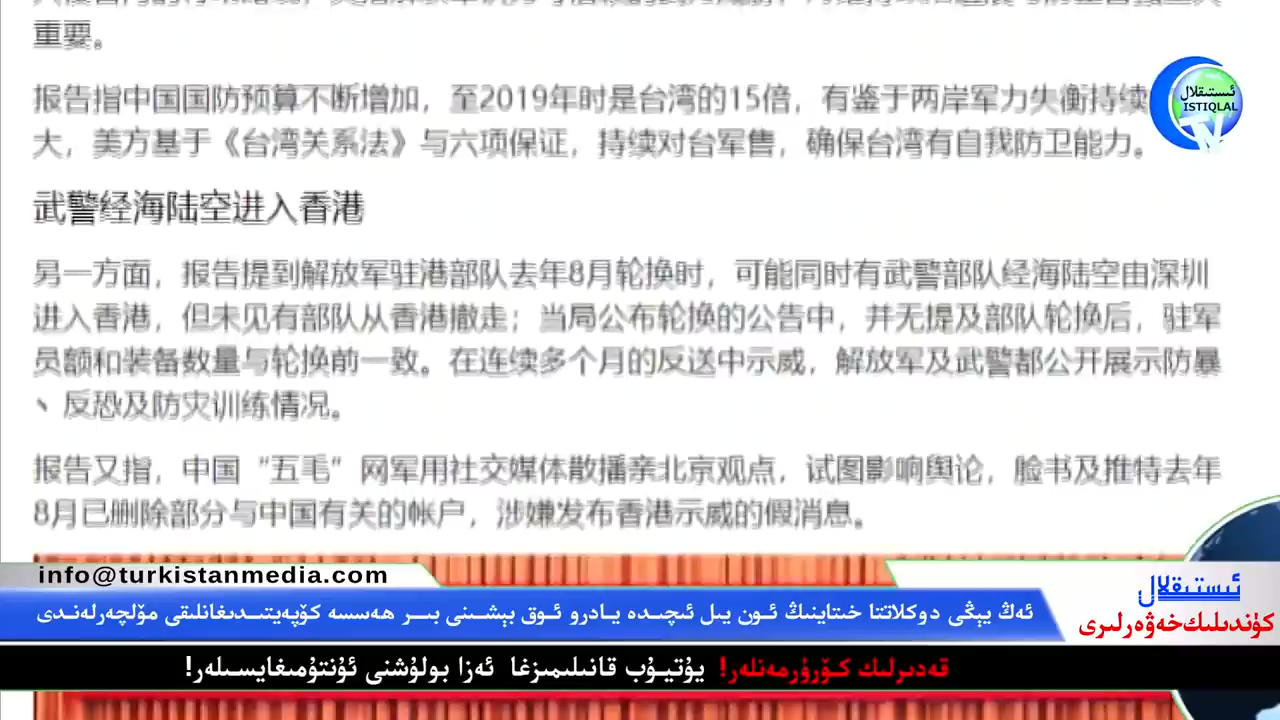 重要。
报告指中国国防预算不断增加，至2019年时是台湾的15倍，有鉴于两岸军力失衡持续
大，美方基于《台湾关系法》与六项保证，持续对台军售，确保台湾有自我防卫能力。
ئىستىقلال
ISTIQLAL
武警经海陆空进入香港
另一方面，报告提到解放军驻港部队去年8月轮换时，可能同时有武警部队经海陆空由深圳
进入香港，但未见有部队从香港撤走；当局公布轮换的公告中，并无提及部队轮换后，驻军
员额和装备数量与轮换前一致。在连续多个月的反送中示威，解放军及武警都公开展示防暴
、反恐及防灾训练情况。
报告又指，中国“五毛”网军用社交媒体散播亲北京观点，试图影响舆论，脸书及推特去年
8月已删除部分与中国有关的帐户，涉嫌发布香港示威的假消息。
info@turkistanmedia.com
ئىستىقلال
كۈندىلىك خەۋەرلىرى
ئەڭ يېڭى دوكلاتتا خىتاينىڭ ئون يىل ئىچىدە يادرو ئوق بېشىنى بىر ھەسسە كۆپەيتىدىغانلىقى مۆلچەرلەندى
قەدىرلىك كۆرۈرمەنلەر! يۇتيۇب قانىلىمىزغا ئەزا بولۇشنى ئۇنتۇمىغايسىلەر!